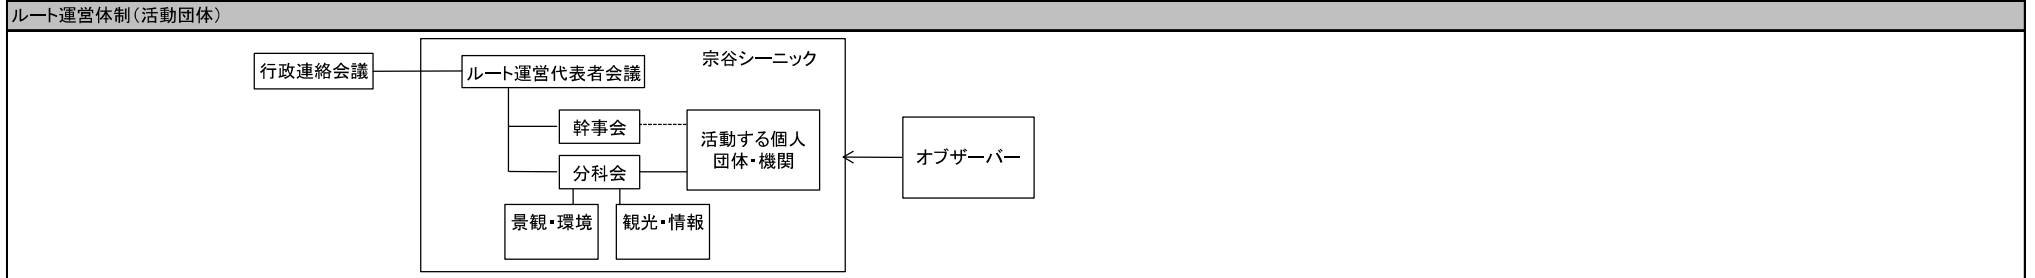 ルート運営体制（活動団体）
宗谷シーニック
行政連絡会議
ルート運営代表者会議
幹事会
活動する個人
団体・機関
オブザーバー
分科会
景観・環境
観光・情報